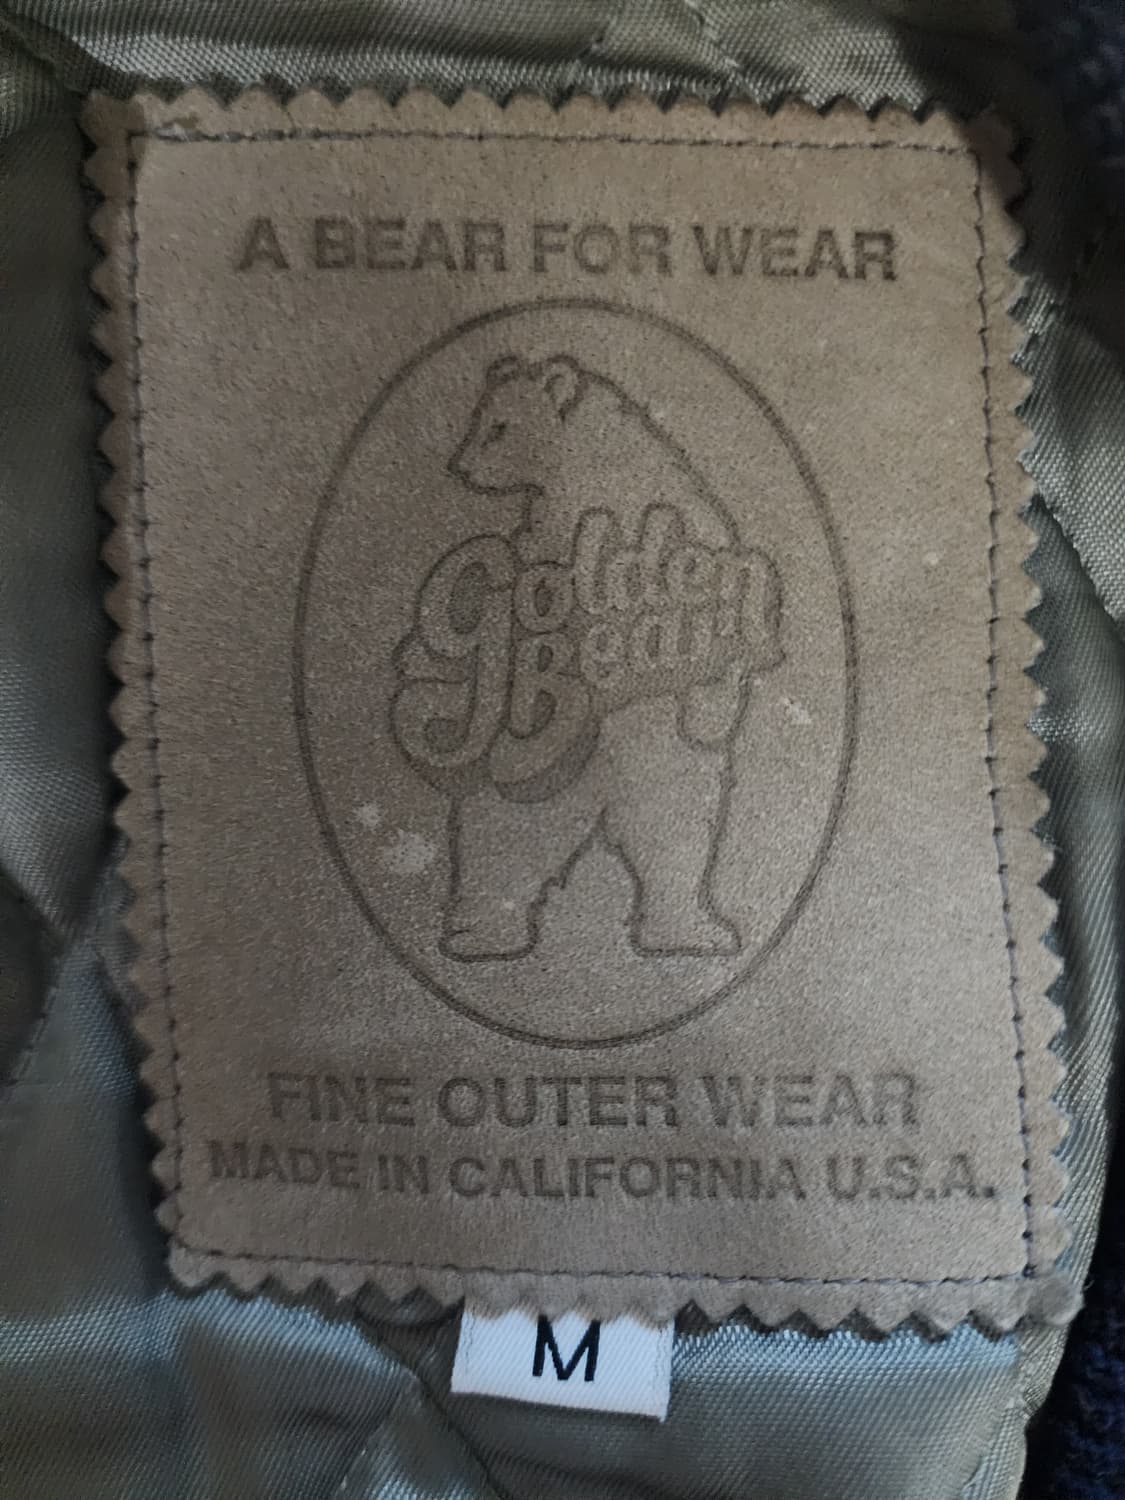 A BEAR FOR WEAR
Golden
Bear
FINE OUTER WEAR
MADE IN CALIFORNIA U.S.A.
M